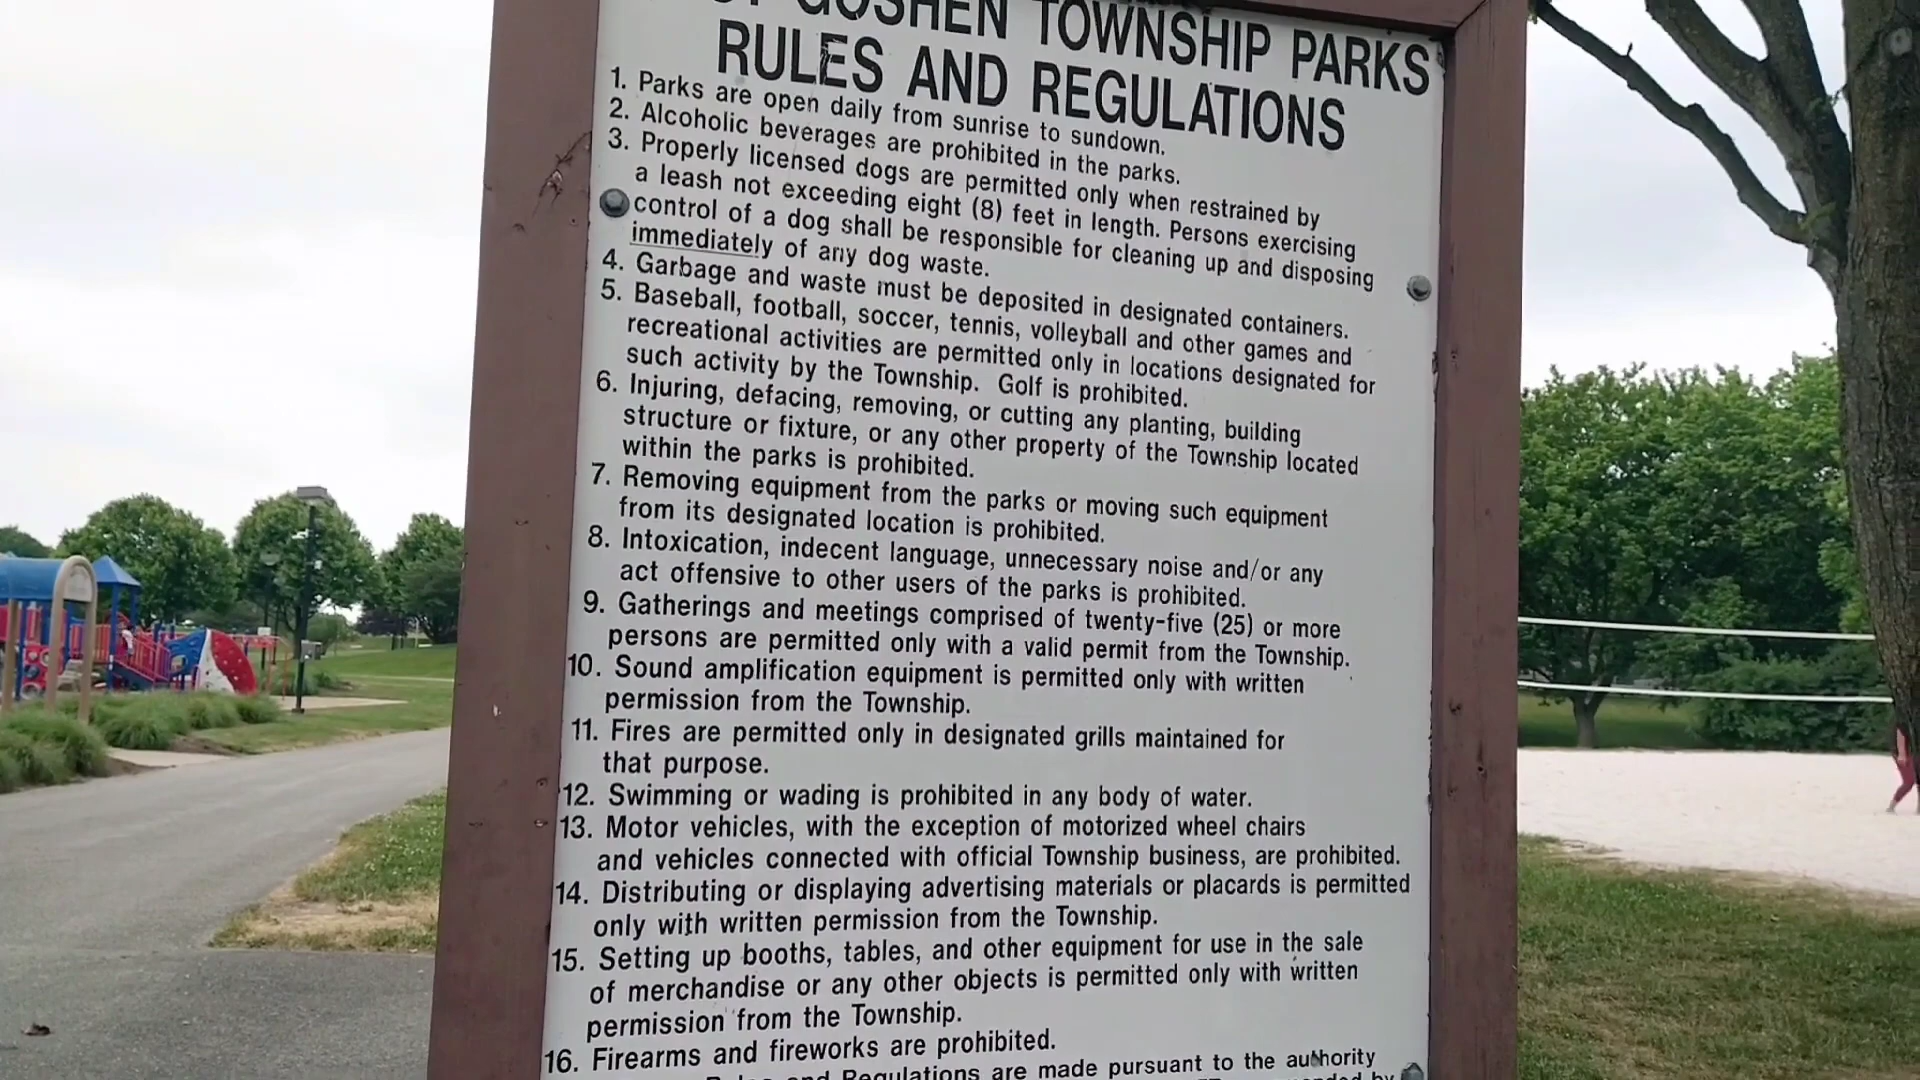 GOSHEN TOWNSHIP PARKS
RULES AND REGULATIONS
1. Parks are open daily from sunrise to sundown.
2. Alcoholic beverages are prohibited in the parks.
3. Properly licensed dogs are permitted only when restrained by
a leash not exceeding eight (8) feet in length. Persons exercising
control of a dog shall be responsible for cleaning up and disposing
immediately of any dog waste.
4. Garbage and waste must be deposited in designated containers.
5. Baseball, football, soccer, tennis, volleyball and other games and
recreational activities are permitted only in locations designated for
such activity by the Township. Golf is prohibited.
6. Injuring, defacing, removing, or cutting any planting, building
structure or fixture, or any other property of the Township located
within the parks is prohibited.
7. Removing equipment from the parks or moving such equipment
from its designated location is prohibited.
8. Intoxication, indecent language, unnecessary noise and/or any
act offensive to other users of the parks is prohibited.
9. Gatherings and meetings comprised of twenty-five (25) or more
persons are permitted only with a valid permit from the Township.
10. Sound amplification equipment is permitted only with written
permission from the Township.
11. Fires are permitted only in designated grills maintained for
that purpose.
12. Swimming or wading is prohibited in any body of water.
13. Motor vehicles, with the exception of motorized wheel chairs
and vehicles connected with official Township business, are prohibited.
14. Distributing or displaying advertising materials or placards is permitted
only with written permission from the Township.
15. Setting up booths, tables, and other equipment for use in the sale
of merchandise or any other objects is permitted only with written
permission from the Township.
16. Firearms and fireworks are prohibited.
and Regulations are made pursuant to the authority
by